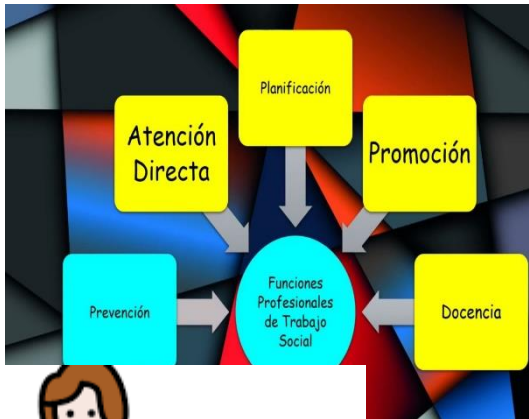 Planificación
Atención
Directa
Promoción
Prevención
Funciones
Profesionales
de Trabajo
Social
Docencia